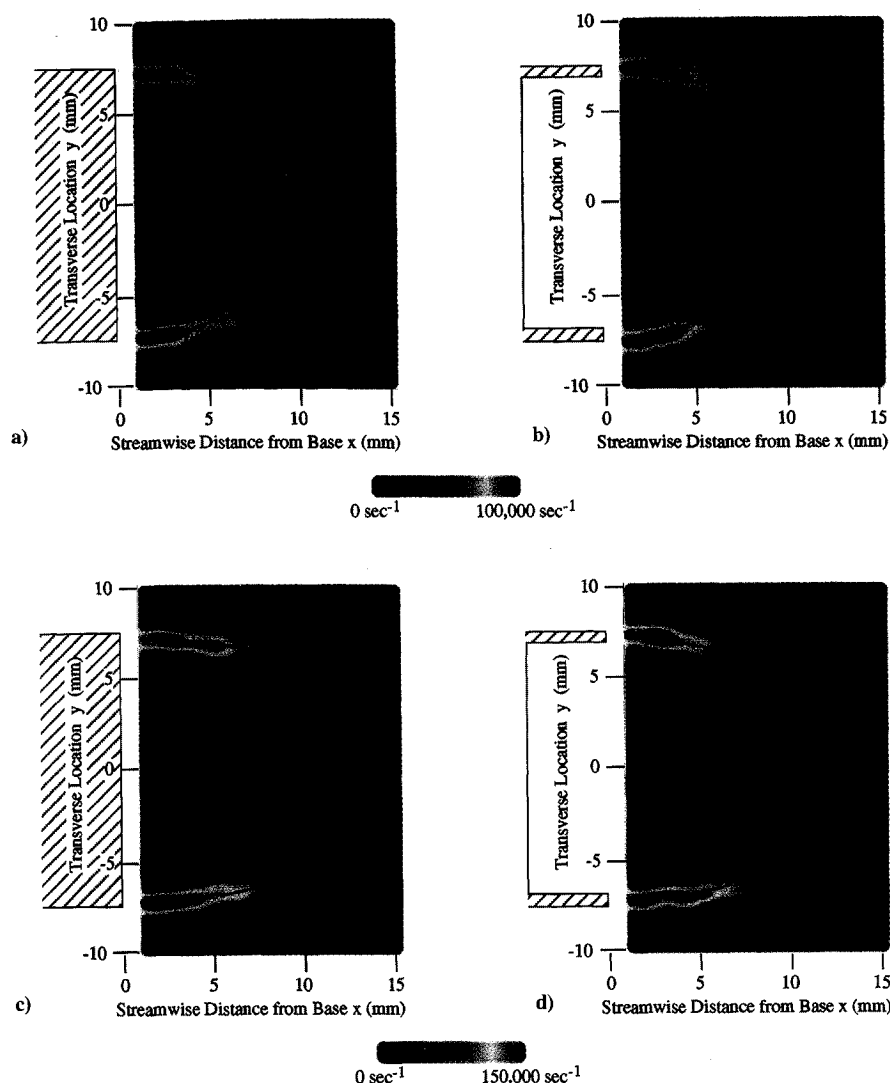 10
5
0
-5
-10
Transverse Location y (mm)
0
5
10
15
a)
Streamwise Distance from Base x (mm)
10
5
0
-5
-10
Transverse Location y (mm)
0
5
10
15
b)
Streamwise Distance from Base x (mm)
0 sec-1
100,000 sec-1
10
5
0
-5
-10
Transverse Location y (mm)
0
5
10
15
c)
Streamwise Distance from Base x (mm)
10
5
0
-5
-10
Transverse Location y (mm)
0
5
10
15
d)
Streamwise Distance from Base x (mm)
0 sec-1
150,000 sec-1